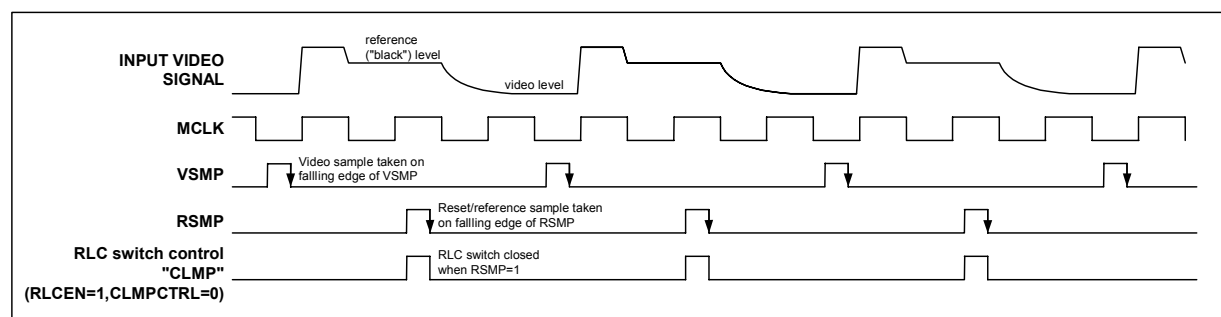 reference
("black") level
INPUT VIDEO
SIGNAL
video level
MCLK
Video sample taken on
fallling edge of VSMP
VSMP
Reset/reference sample taken
on fallling edge of RSMP
RSMP
RLC switch control
"CLMP"
(RLCEN=1,CLMPCTRL=0)
RLC switch closed
when RSMP=1